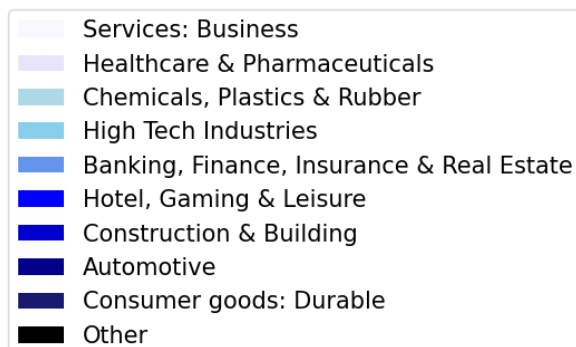 Services: Business
Healthcare & Pharmaceuticals
Chemicals, Plastics & Rubber
High Tech Industries
Banking, Finance, Insurance & Real Estate
Hotel, Gaming & Leisure
Construction & Building
Automotive
Consumer goods: Durable
Other